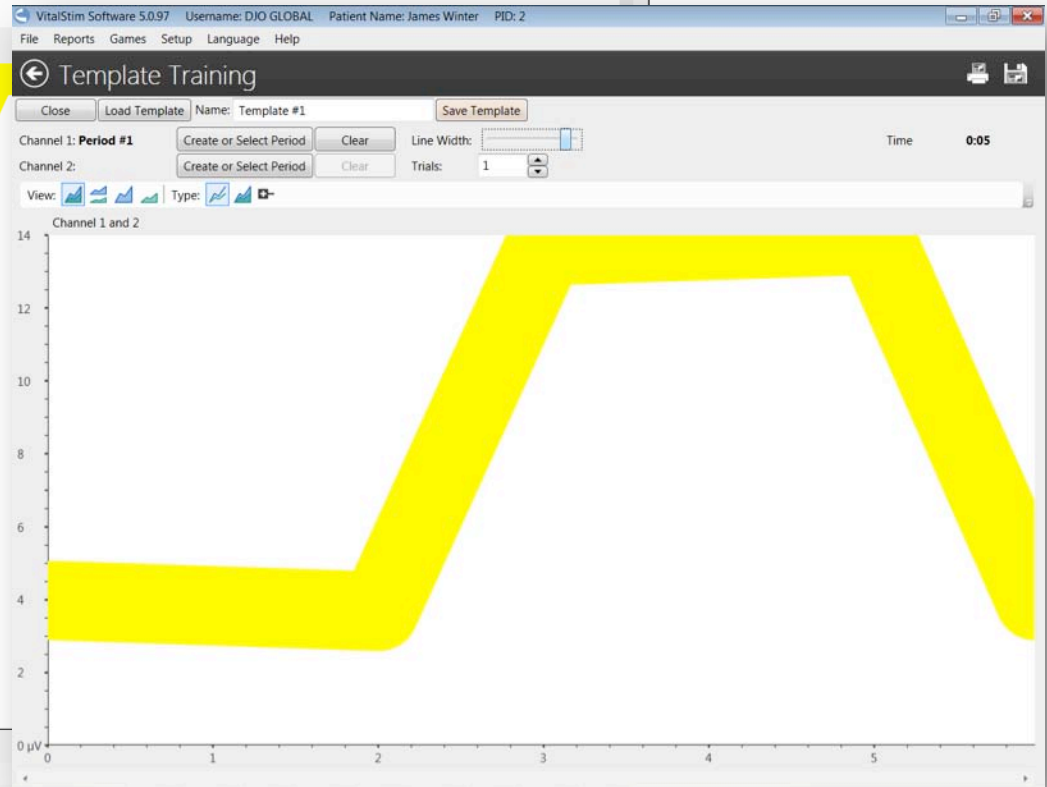 VitalStim Software 5.0.97 Username: DJO GLOBAL Patient Name: James Winter PID: 2
File Reports Games Setup Language Help
Template Training
Close Load Template Name: Template #1 Save Template
Channel 1: Period #1 Create or Select Period Clear Line Width: Time 0:05
Channel 2: Create or Select Period Clear Trials: 1
View: Type:
Channel 1 and 2
14
12
10
8
6
4
2
0 µV
0 1 2 3 4 5